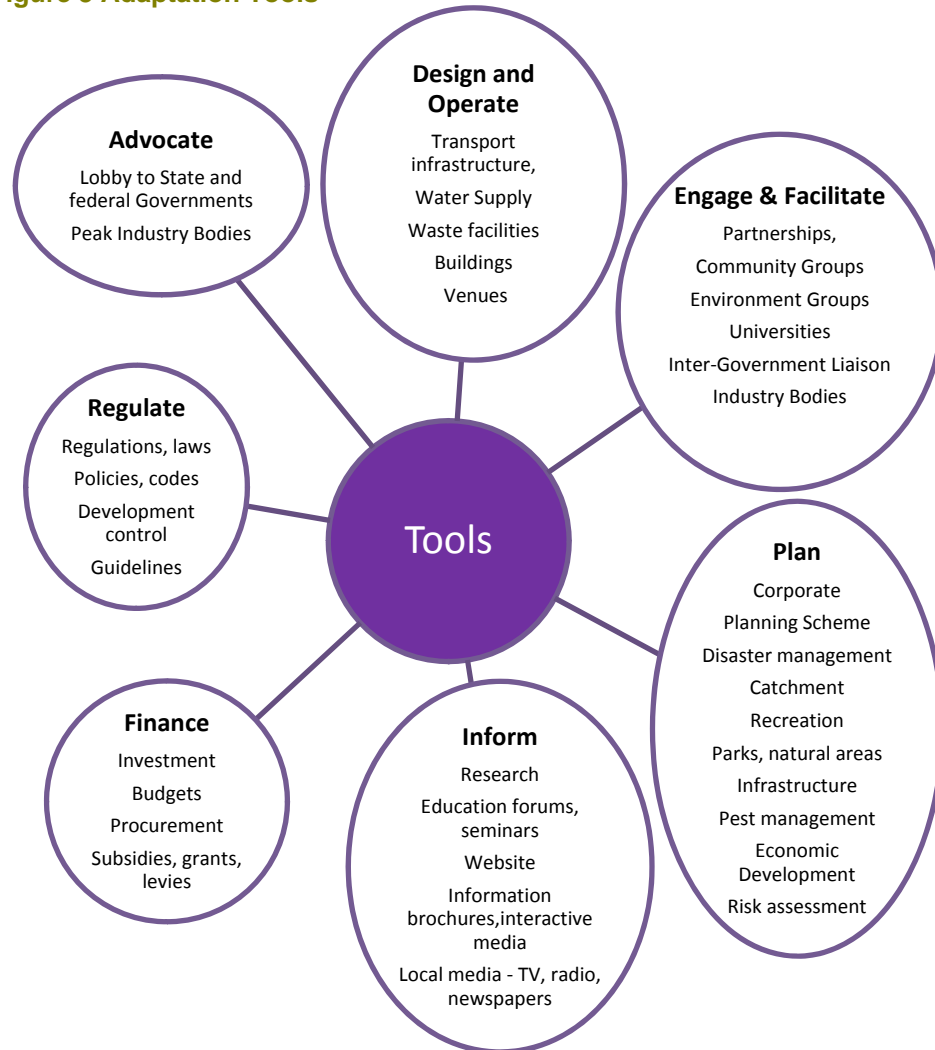 Figure 3 Adaptation Tools
Design and
Operate
Transport
infrastructure,
Water Supply
Waste facilities
Buildings
Venues
Advocate
Lobby to State and
federal Governments
Peak Industry Bodies
Engage & Facilitate
Partnerships,
Community Groups
Environment Groups
Universities
Inter-Government Liaison
Industry Bodies
Regulate
Regulations, laws
Policies, codes
Development
control
Guidelines
Tools
Plan
Corporate
Planning Scheme
Disaster management
Catchment
Recreation
Parks, natural areas
Infrastructure
Pest management
Economic
Development
Risk assessment
Finance
Investment
Budgets
Procurement
Subsidies, grants,
levies
Inform
Research
Education forums,
seminars
Website
Information
brochures,interactive
media
Local media - TV, radio,
newspapers